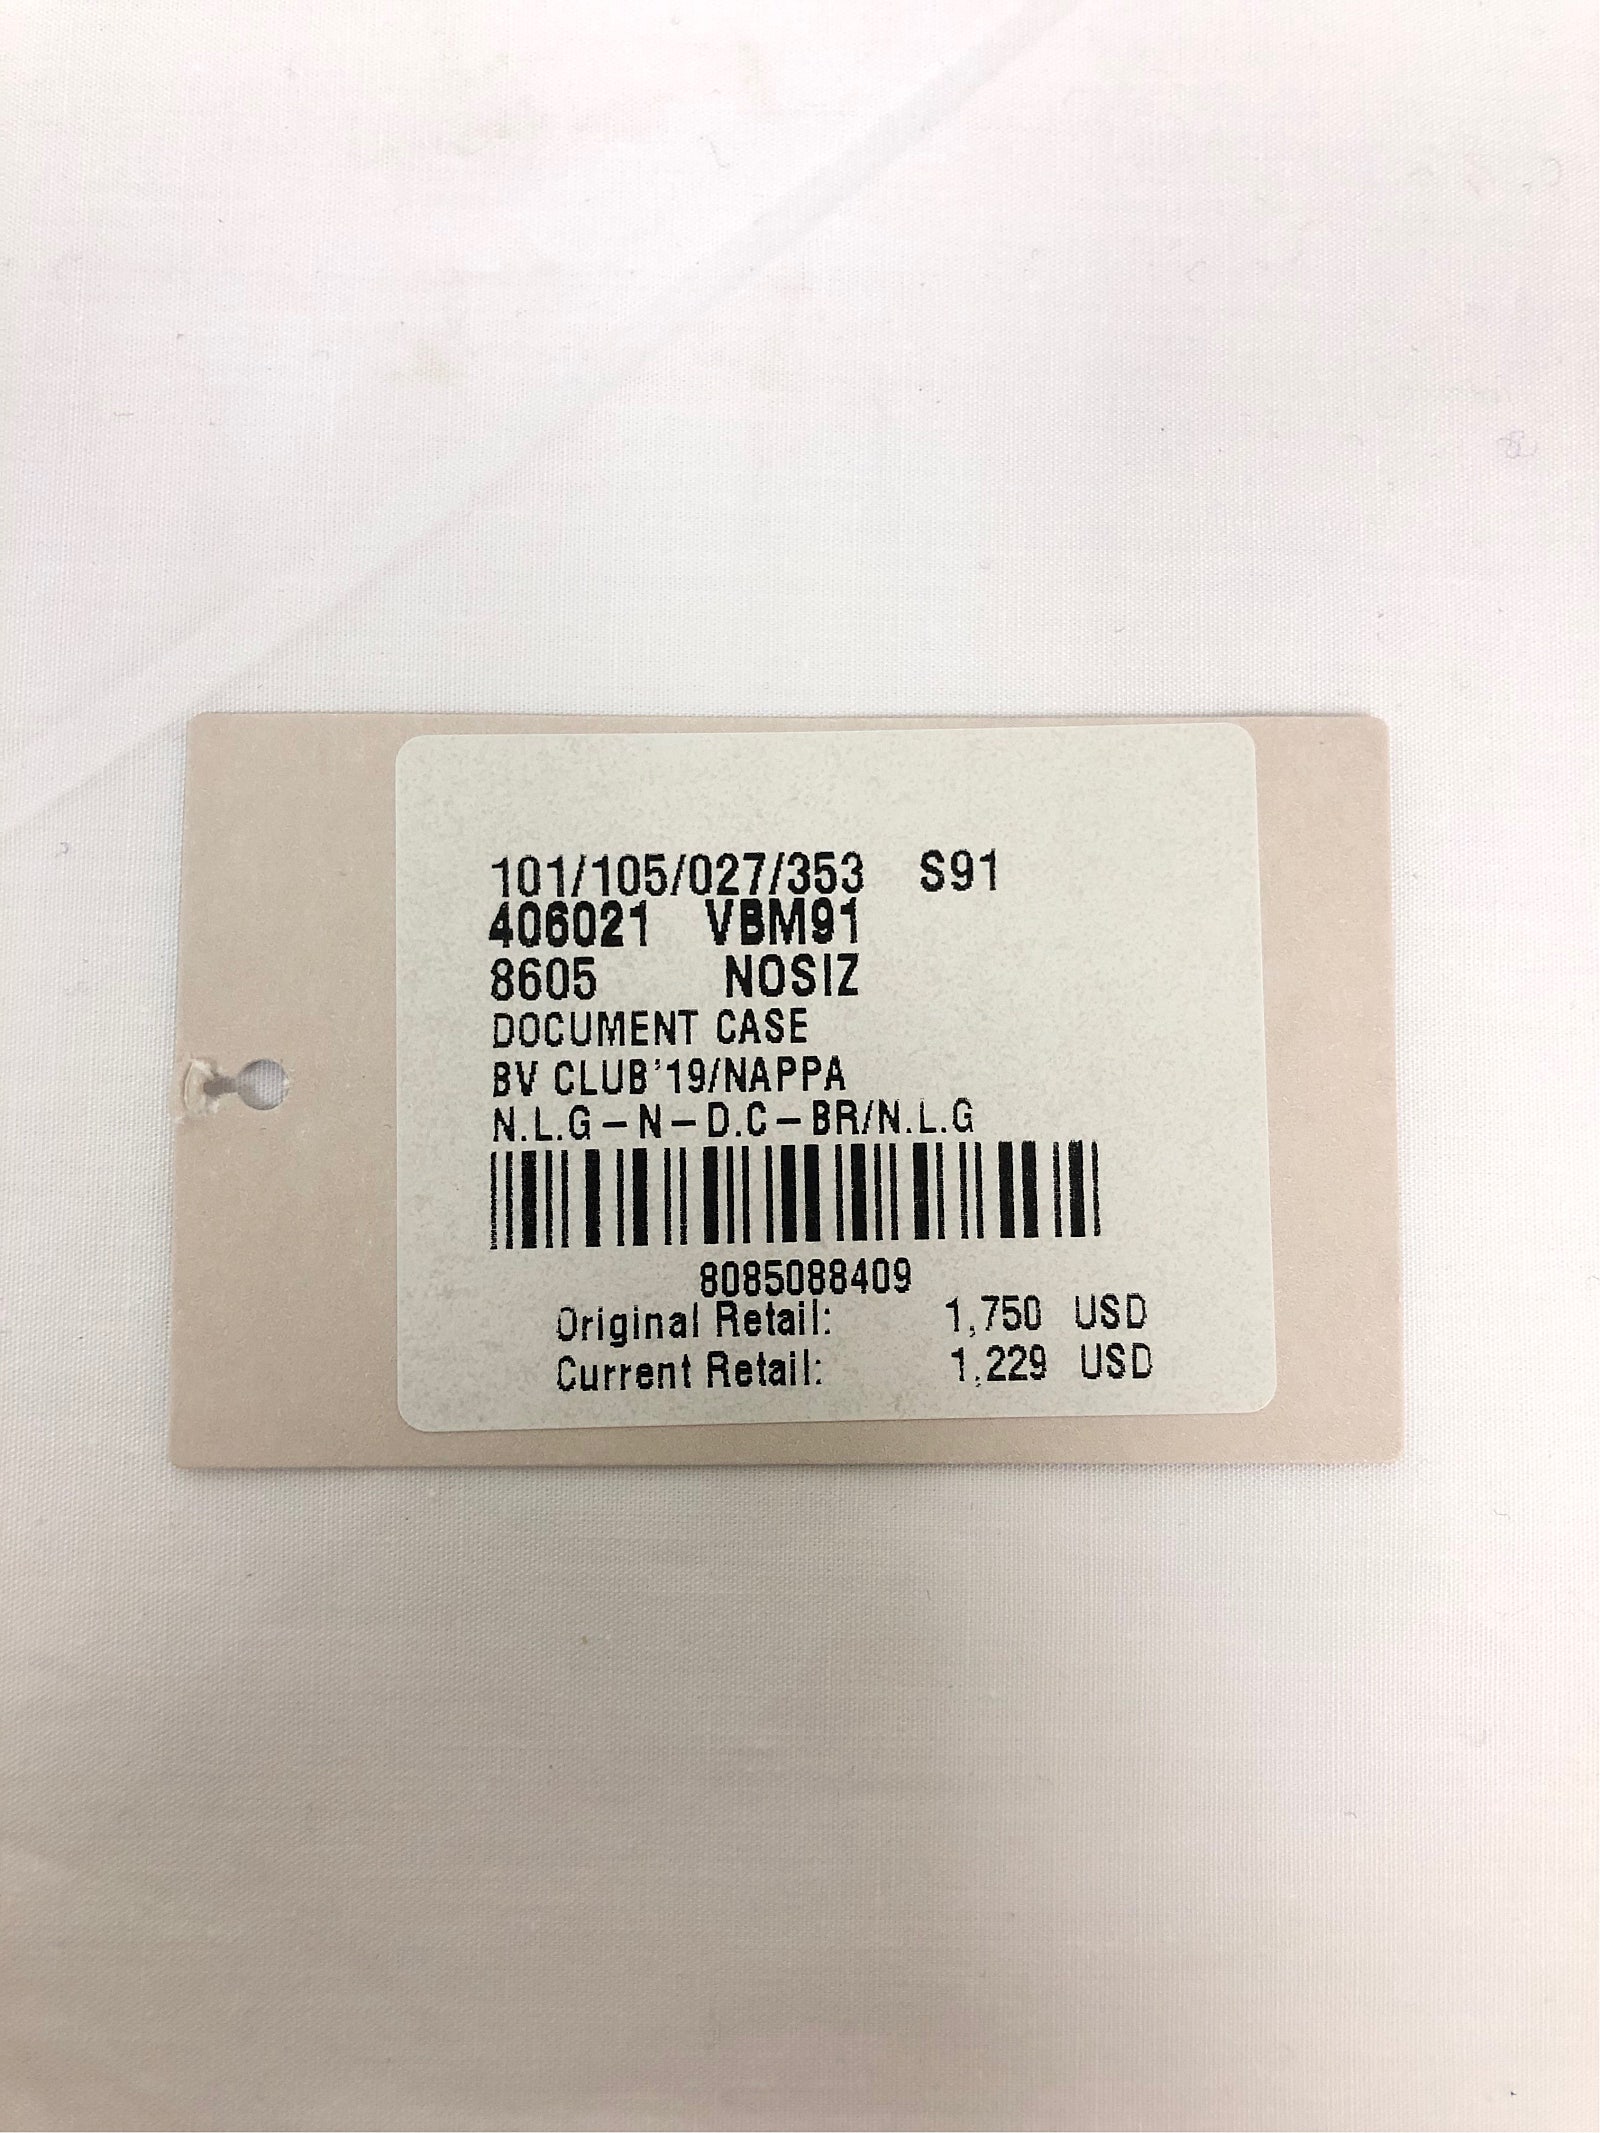 101/105/027/353 S91
406021 VBM91
8605 NOSIZ
DOCUMENT CASE
BV CLUB'19/NAPPA
N.L.G-N-D.C-BR/N.L.G
8085088409
Original Retail: 1,750 USD
Current Retail: 1,229 USD